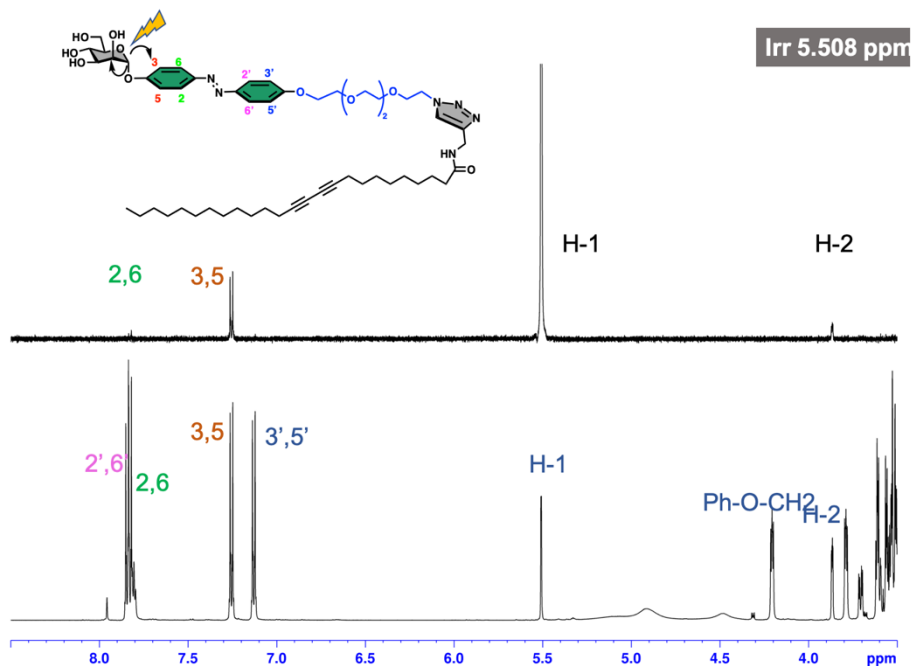 Irr 5.508 ppm
HO
OH
HO
HO
O
O
3
6
5
2
N
N
2'
3'
6'
5'
O
O
2
O
N
N
N
HN
O
H-1
H-2
2,6
3,5
2',6'
2,6
3,5
3',5'
H-1
Ph-O-CH2
H-2
8.0 7.5 7.0 6.5 6.0 5.5 5.0 4.5 4.0 ppm